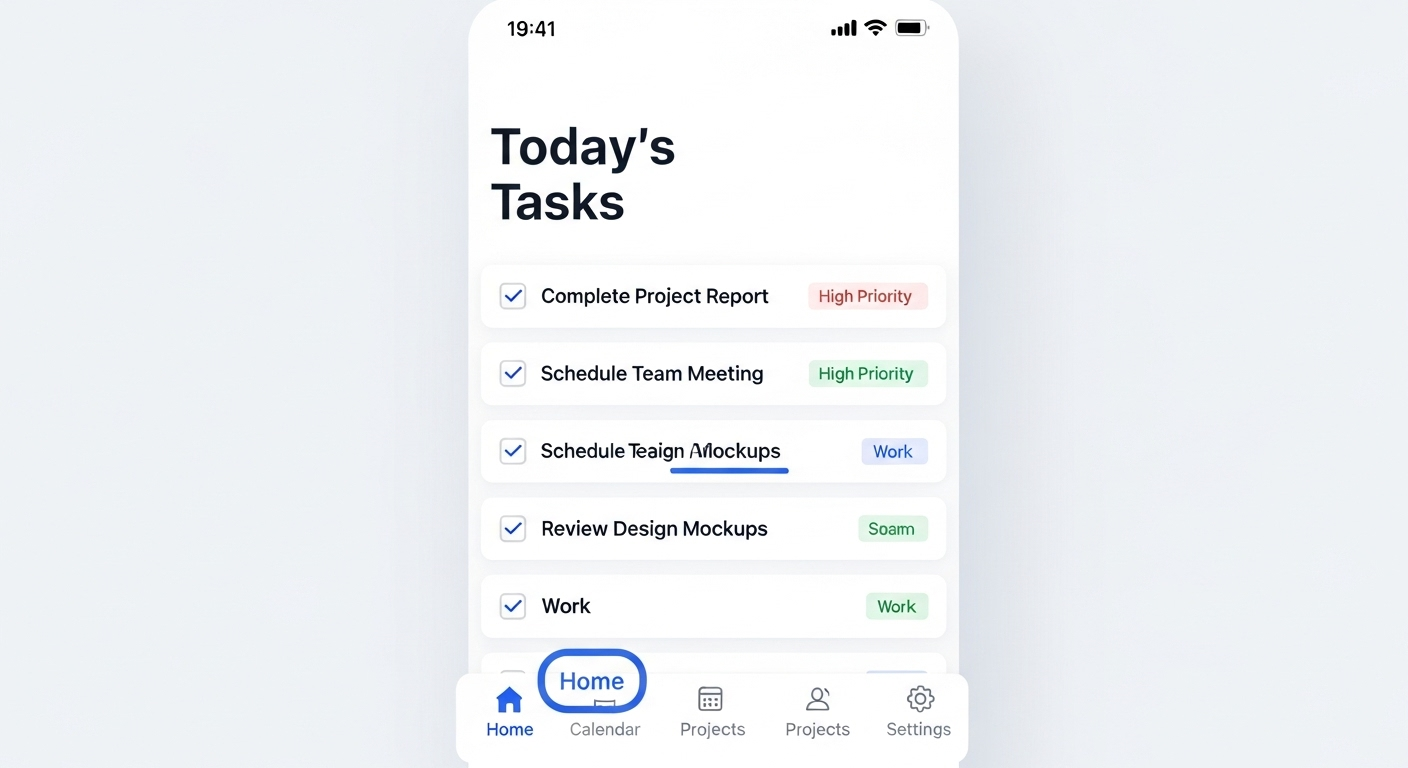 19:41
Today's
Tasks
Complete Project Report
High Priority
Schedule Team Meeting
High Priority
Schedule Teaign Mockups
Work
Review Design Mockups
Soam
Work
Work
Home
Home
Calendar
Projects
Projects
Settings